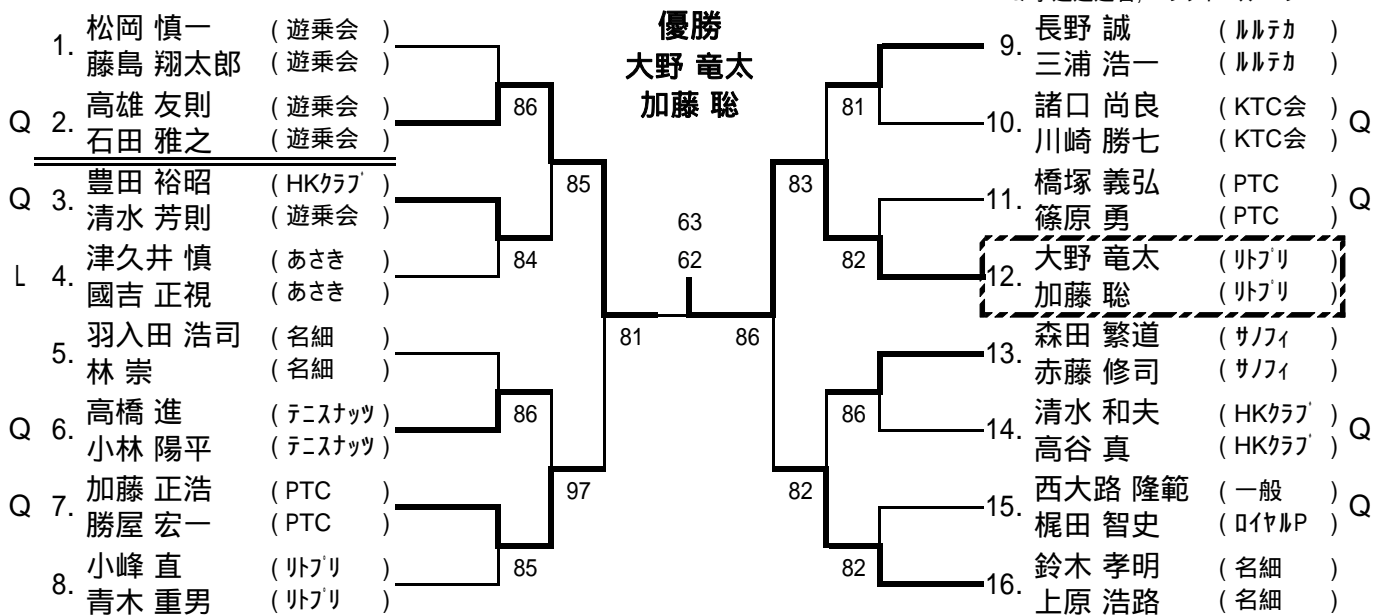 優勝
大野 竜太
加藤 聡
1. 松岡 慎一 ( 遊乗会 )
藤島 翔太郎 ( 遊乗会 )
Q 2. 高雄 友則 ( 遊乗会 )
石田 雅之 ( 遊乗会 )
Q 3. 豊田 裕昭 ( HKｸﾗﾌﾞ )
清水 芳則 ( 遊乗会 )
L 4. 津久井 慎 ( あさき )
國吉 正視 ( あさき )
5. 羽入田 浩司 ( 名細 )
林 崇 ( 名細 )
Q 6. 高橋 進 ( ﾃﾆｽﾅｯﾂ )
小林 陽平 ( ﾃﾆｽﾅｯﾂ )
Q 7. 加藤 正浩 ( PTC )
勝屋 宏一 ( PTC )
8. 小峰 直 ( ﾘﾄﾌﾟﾘ )
青木 重男 ( ﾘﾄﾌﾟﾘ )
86
84
86
85
85
97
81
63
62
86
83
82
81
82
86
82
9. 長野 誠 ( ﾙﾙﾃｶ )
三浦 浩一 ( ﾙﾙﾃｶ )
10. 諸口 尚良 ( KTC会 ) Q
川崎 勝七 ( KTC会 )
11. 橋塚 義弘 ( PTC ) Q
篠原 勇 ( PTC )
12. 大野 竜太 ( ﾘﾄﾌﾟﾘ )
加藤 聡 ( ﾘﾄﾌﾟﾘ )
13. 森田 繁道 ( ｻﾉﾌｨ )
赤藤 修司 ( ｻﾉﾌｨ )
14. 清水 和夫 ( HKｸﾗﾌﾞ ) Q
高谷 真 ( HKｸﾗﾌﾞ )
15. 西大路 隆範 ( 一般 ) Q
梶田 智史 ( ﾛｲﾔﾙP )
16. 鈴木 孝明 ( 名細 )
上原 浩路 ( 名細 )